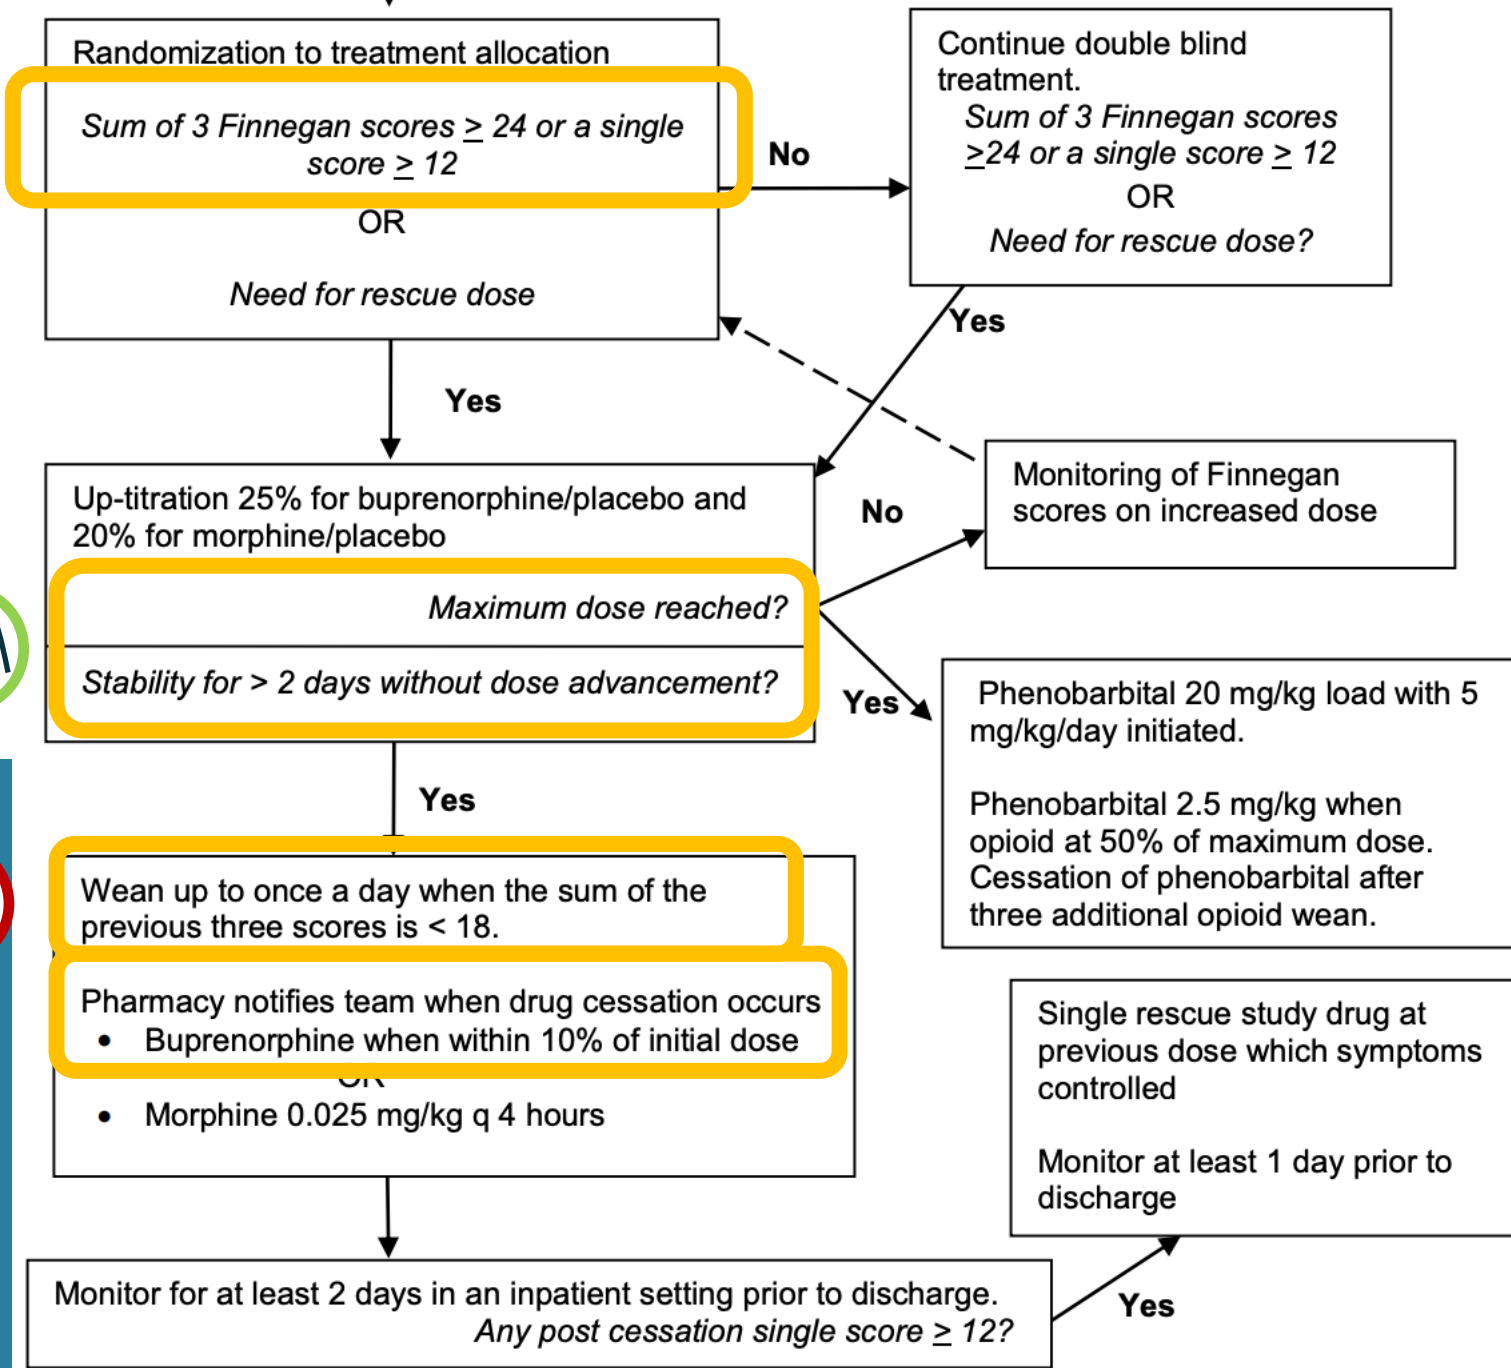 Randomization to treatment allocation
Sum of 3 Finnegan scores ≥ 24 or a single
score ≥ 12
OR
Need for rescue dose
No
Continue double blind
treatment.
Sum of 3 Finnegan scores
≥24 or a single score ≥ 12
OR
Need for rescue dose?
Yes
Yes
Up-titration 25% for buprenorphine/placebo and
20% for morphine/placebo
Maximum dose reached?
Stability for > 2 days without dose advancement?
No
Monitoring of Finnegan
scores on increased dose
Yes
Phenobarbital 20 mg/kg load with 5
mg/kg/day initiated.
Phenobarbital 2.5 mg/kg when
opioid at 50% of maximum dose.
Cessation of phenobarbital after
three additional opioid wean.
Yes
Wean up to once a day when the sum of the
previous three scores is < 18.
Pharmacy notifies team when drug cessation occurs
• Buprenorphine when within 10% of initial dose
OR
• Morphine 0.025 mg/kg q 4 hours
Single rescue study drug at
previous dose which symptoms
controlled
Monitor at least 1 day prior to
discharge
Monitor for at least 2 days in an inpatient setting prior to discharge.
Any post cessation single score ≥ 12?
Yes